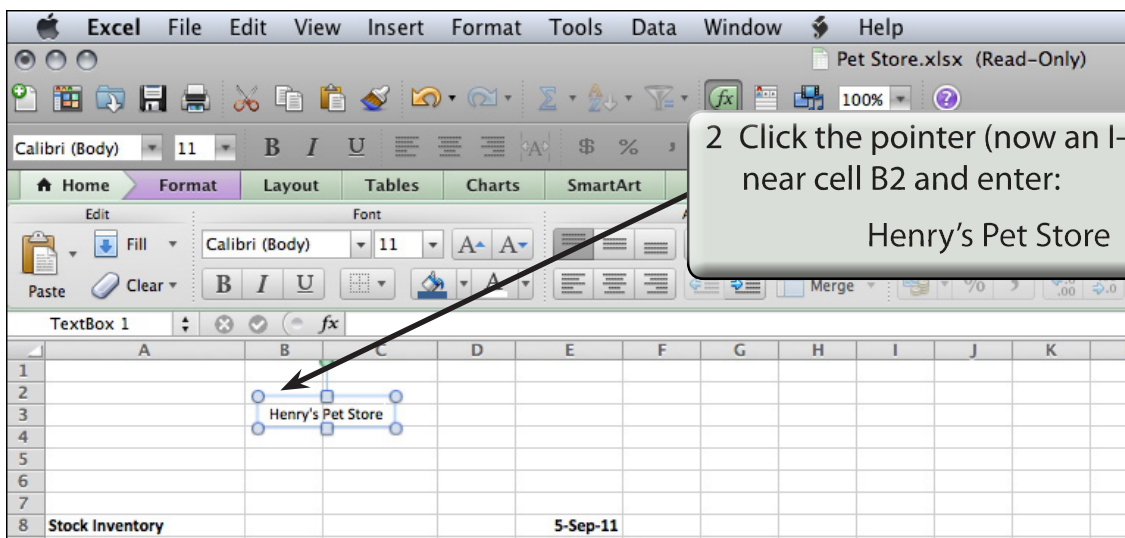 Excel File Edit View Insert Format Tools Data Window Help
Pet Store.xlsx (Read-Only)
fx 100% ?
Calibri (Body) 11 B I U A $ % ,
2 Click the pointer (now an I-
near cell B2 and enter:
Henry's Pet Store
Home Format Layout Tables Charts SmartArt
Edit Font
Fill Calibri (Body) 11 A A
Paste Clear B I U A Merge % , .00 .0
TextBox 1 fx
A B C D E F G H I J K
1
2
3 Henry's Pet Store
4
5
6
7
8 Stock Inventory 5-Sep-11